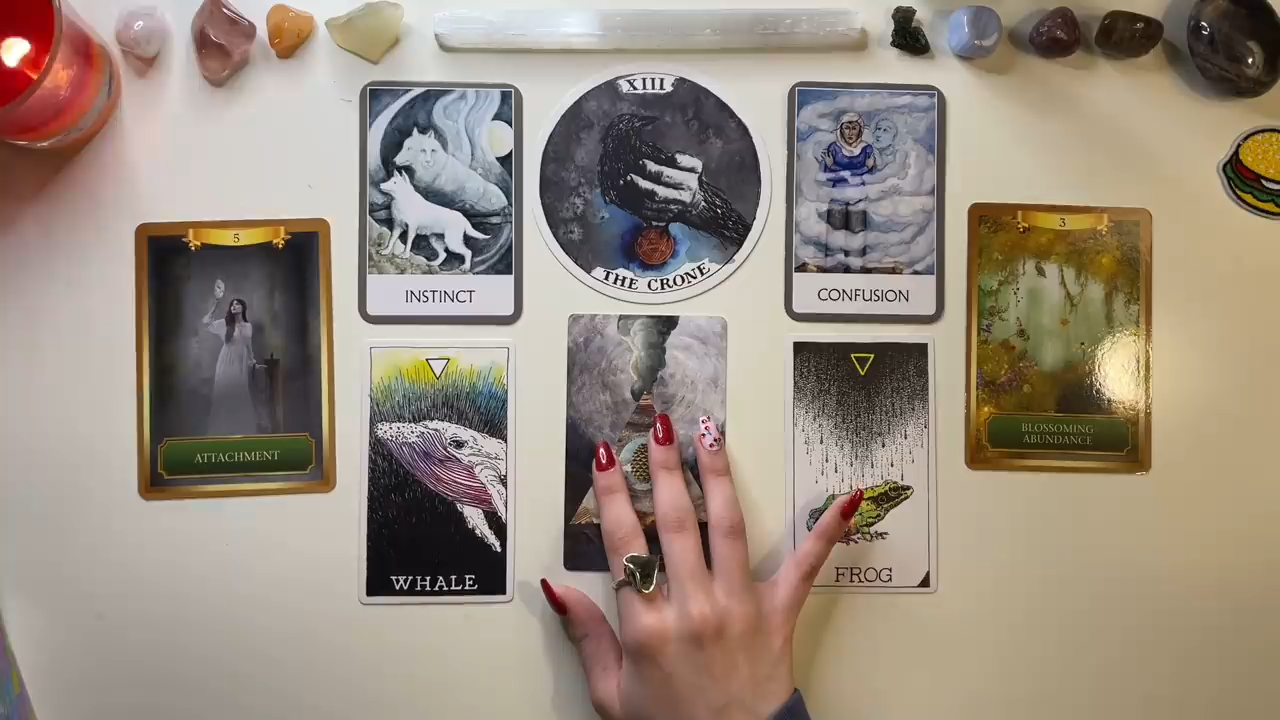 XIII
THE CRONE
INSTINCT
CONFUSION
5
ATTACHMENT
3
BLOSSOMING
ABUNDANCE
WHALE
FROG